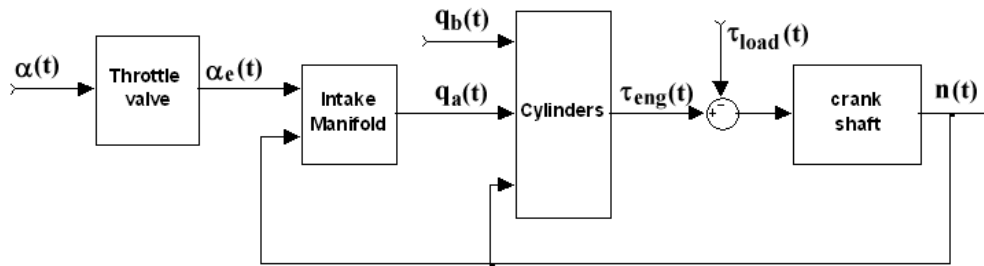 α(t)
Throttle
valve
αe(t)
Intake
Manifold
qb(t)
qa(t)
Cylinders
τeng(t)
τload(t)
+
-
crank
shaft
n(t)